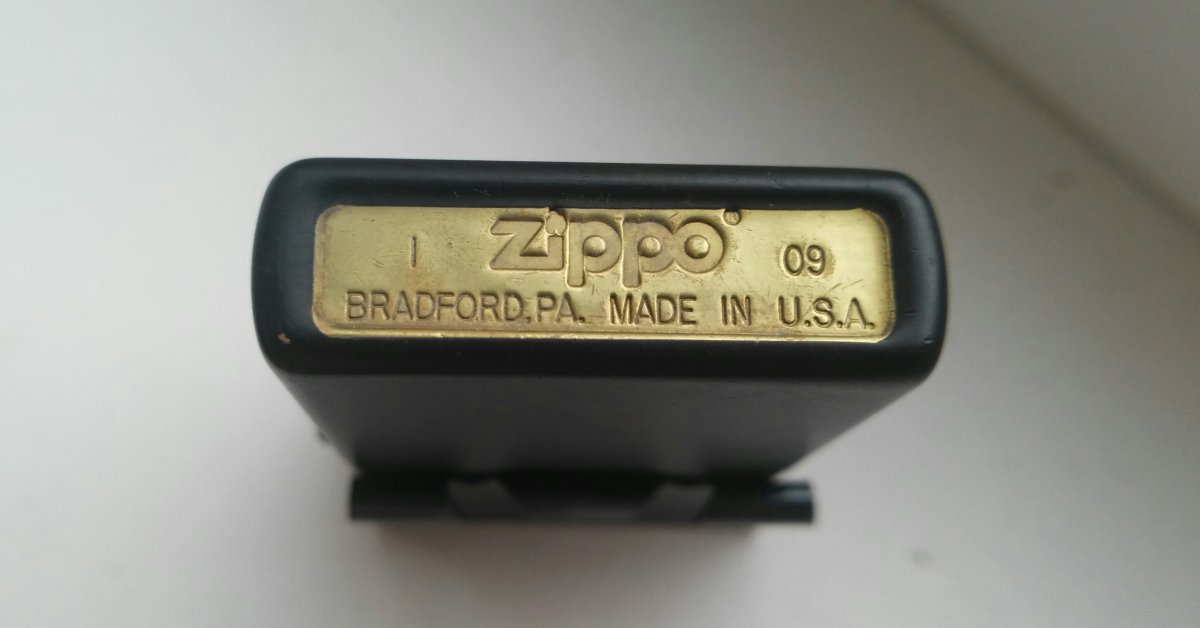 I zippo® 09
BRADFORD, PA. MADE IN U.S.A.